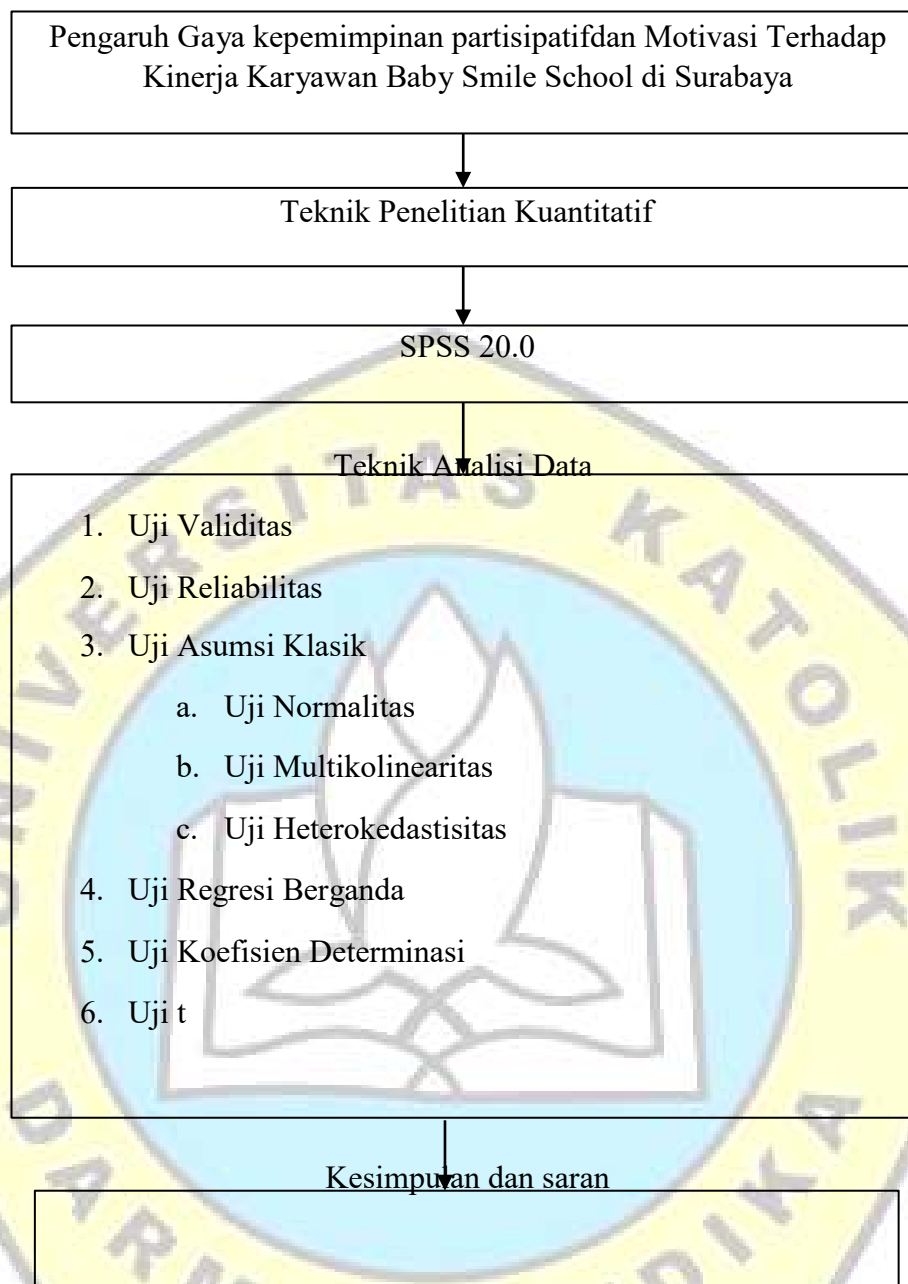 Pengaruh Gaya kepemimpinan partisipatifdan Motivasi Terhadap
Kinerja Karyawan Baby Smile School di Surabaya
Teknik Penelitian Kuantitatif
SPSS 20.0
Teknik Analisi Data
1. Uji Validitas
2. Uji Reliabilitas
3. Uji Asumsi Klasik
a. Uji Normalitas
b. Uji Multikolinearitas
c. Uji Heterokedastisitas
4. Uji Regresi Berganda
5. Uji Koefisien Determinasi
6. Uji t
Kesimpulan dan saran
UNIVERSITAS KATOLIK